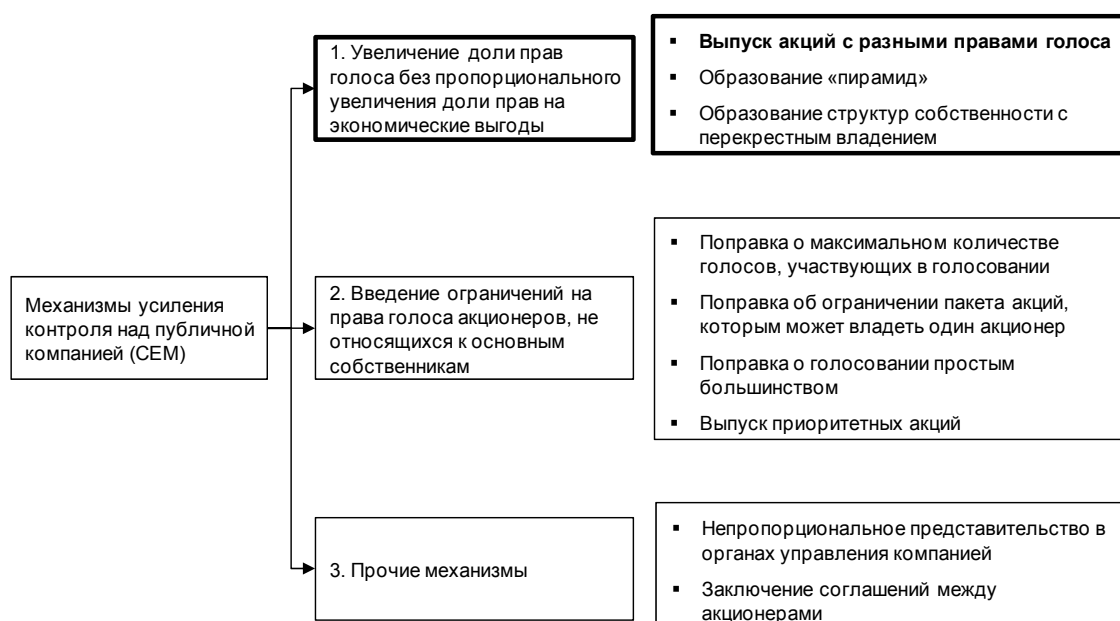 Механизмы усиления
контроля над публичной
компанией (CEM)
1. Увеличение доли прав
голоса без пропорционального
увеличения доли прав на
экономические выгоды
▪ Выпуск акций с разными правами голоса
▪ Образование «пирамид»
▪ Образование структур собственности с
перекрестным владением
2. Введение ограничений на
права голоса акционеров, не
относящихся к основным
собственникам
▪ Поправка о максимальном количестве
голосов, участвующих в голосовании
▪ Поправка об ограничении пакета акций,
которым может владеть один акционер
▪ Поправка о голосовании простым
большинством
▪ Выпуск приоритетных акций
3. Прочие механизмы
▪ Непропорциональное представительство в
органах управления компанией
▪ Заключение соглашений между
акционерами